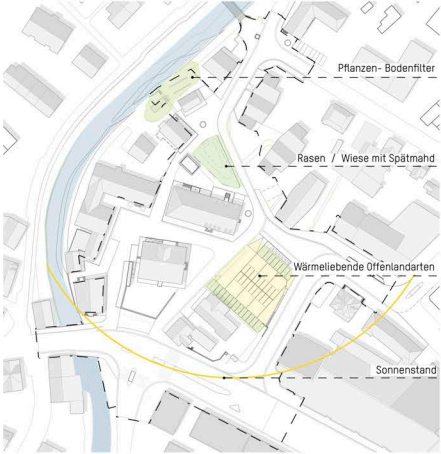 Pflanzen- Bodenfilter
Rasen / Wiese mit Spätmahd
Wärmeliebende Offenlandarten
Sonnenstand